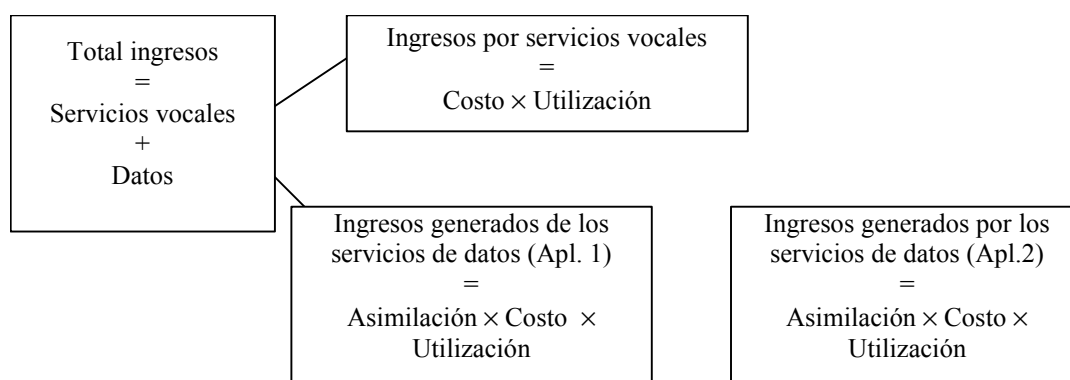 Total ingresos
=
Servicios vocales
+
Datos
Ingresos por servicios vocales
=
Costo × Utilización
Ingresos generados de los
servicios de datos (Apl. 1)
=
Asimilación × Costo ×
Utilización
Ingresos generados por los
servicios de datos (Apl.2)
=
Asimilación × Costo ×
Utilización